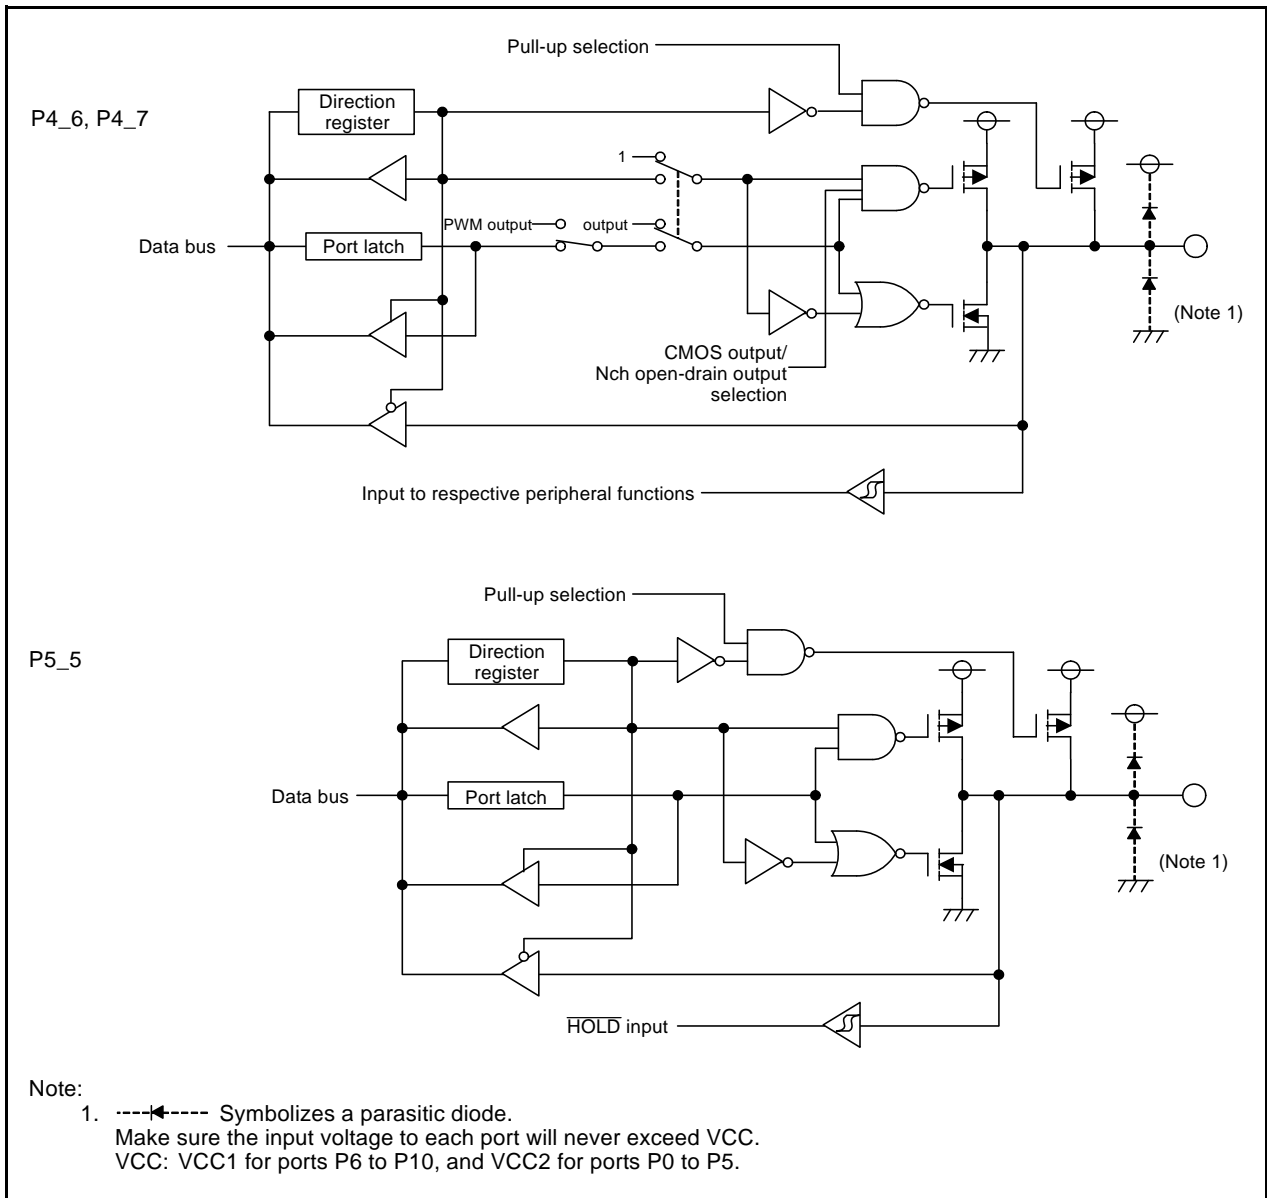 Pull-up selection
P4_6, P4_7
Direction
register
1
PWM output
output
Data bus
Port latch
(Note 1)
CMOS output/
Nch open-drain output
selection
Input to respective peripheral functions
Pull-up selection
P5_5
Direction
register
Data bus
Port latch
(Note 1)
HOLD input
Note:
1. Symbolizes a parasitic diode.
Make sure the input voltage to each port will never exceed VCC.
VCC: VCC1 for ports P6 to P10, and VCC2 for ports P0 to P5.